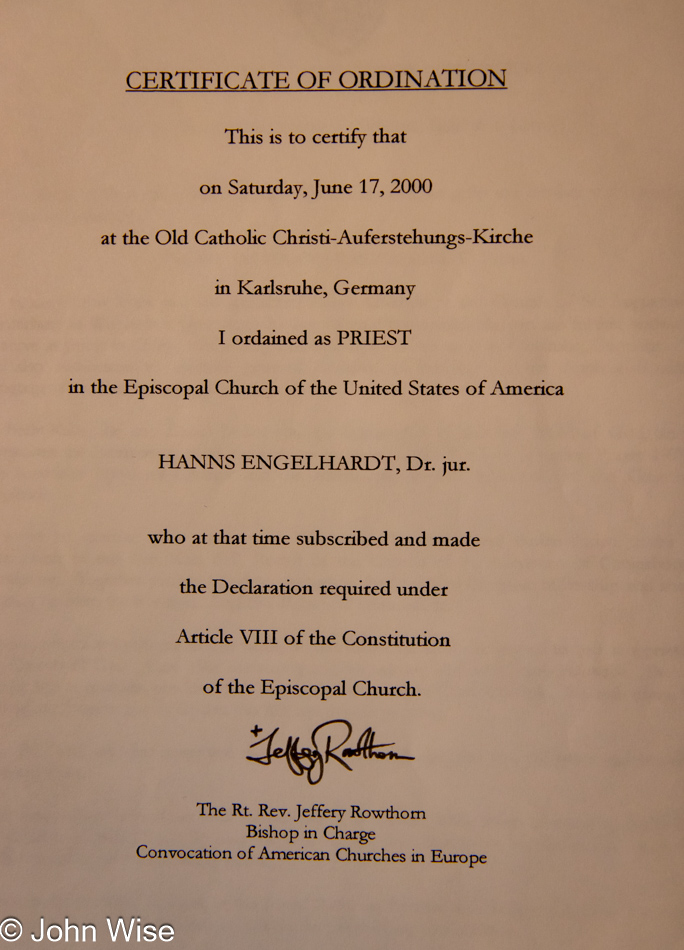 CERTIFICATE OF ORDINATION
This is to certify that
on Saturday, June 17, 2000
at the Old Catholic Christi-Auferstehungs-Kirche
in Karlsruhe, Germany
I ordained as PRIEST
in the Episcopal Church of the United States of America
HANNS ENGELHARDT, Dr. jur.
who at that time subscribed and made
the Declaration required under
Article VIII of the Constitution
of the Episcopal Church.
+Jeffery Rowthorn
The Rt. Rev. Jeffery Rowthorn
Bishop in Charge
Convocation of American Churches in Europe
© John Wise